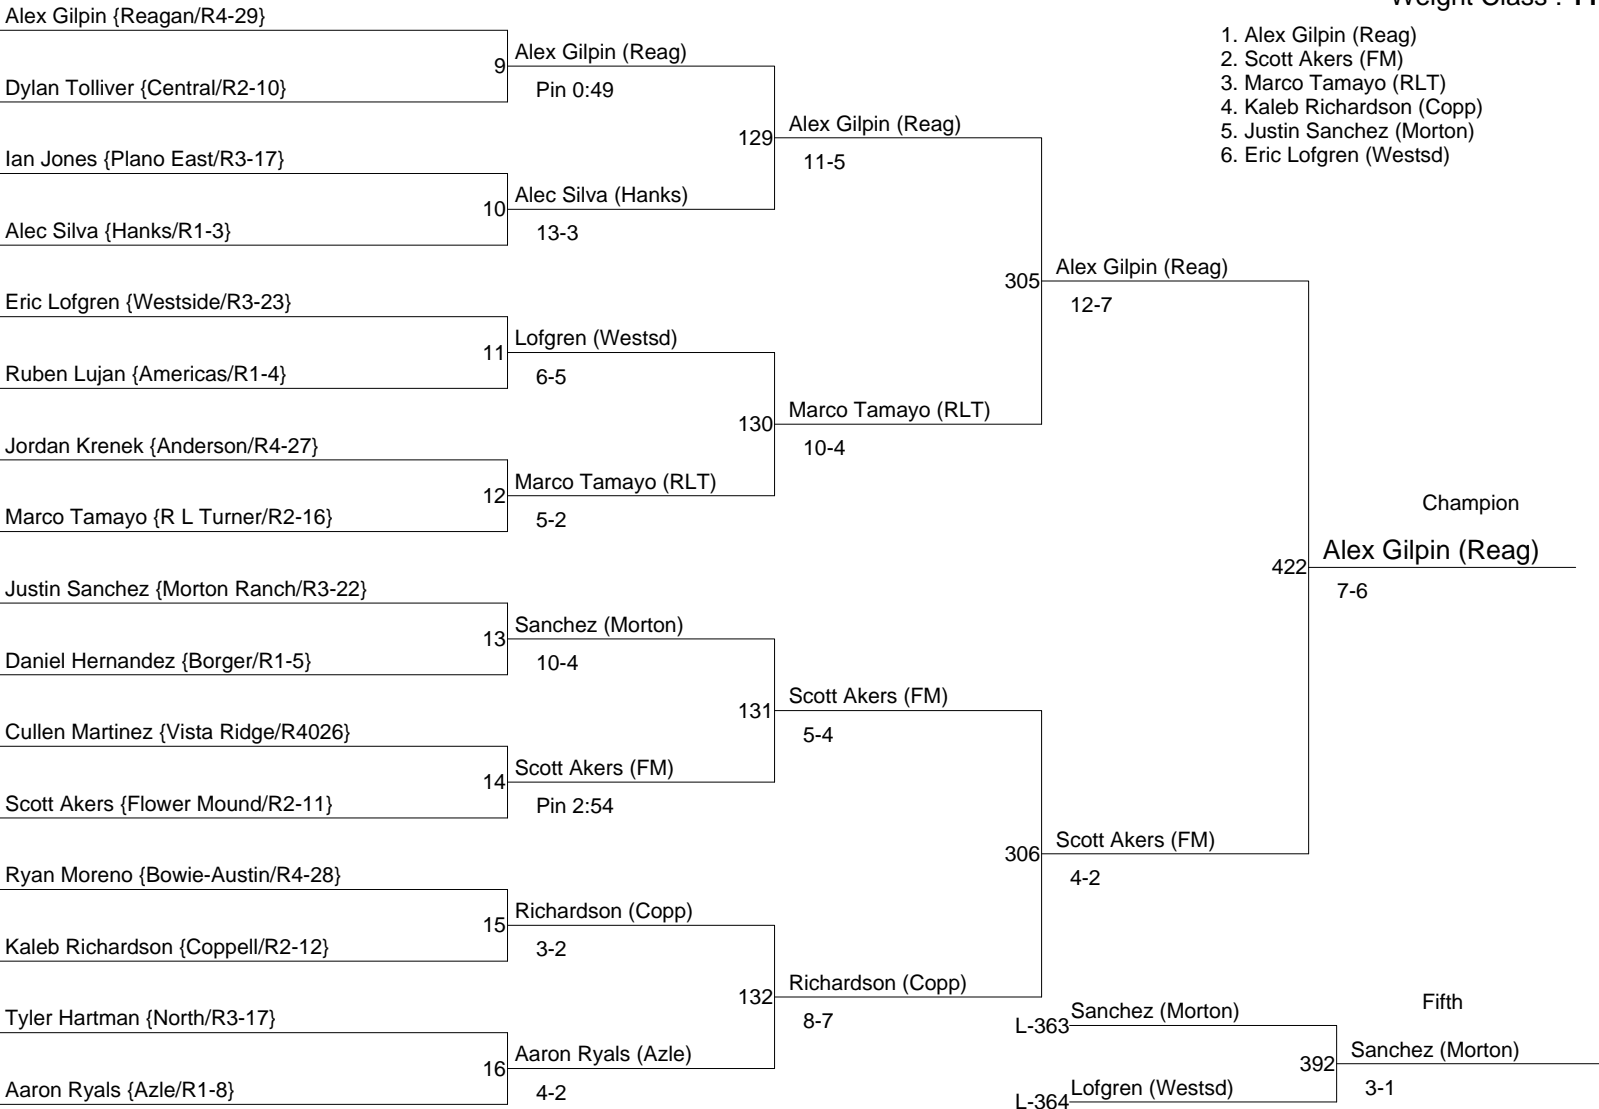 Weight Class :
1. Alex Gilpin (Reag)
2. Scott Akers (FM)
3. Marco Tamayo (RLT)
4. Kaleb Richardson (Copp)
5. Justin Sanchez (Morton)
6. Eric Lofgren (Westsd)
Alex Gilpin {Reagan/R4-29}
9 Alex Gilpin (Reag)
Pin 0:49
Dylan Tolliver {Central/R2-10}
129 Alex Gilpin (Reag)
11-5
Ian Jones {Plano East/R3-17}
10 Alec Silva (Hanks)
13-3
Alec Silva {Hanks/R1-3}
305 Alex Gilpin (Reag)
12-7
Eric Lofgren {Westside/R3-23}
11 Lofgren (Westsd)
6-5
Ruben Lujan {Americas/R1-4}
130 Marco Tamayo (RLT)
10-4
Jordan Krenek {Anderson/R4-27}
12 Marco Tamayo (RLT)
5-2
Marco Tamayo {R L Turner/R2-16}
Champion
422 Alex Gilpin (Reag)
7-6
Justin Sanchez {Morton Ranch/R3-22}
13 Sanchez (Morton)
10-4
Daniel Hernandez {Borger/R1-5}
131 Scott Akers (FM)
5-4
Cullen Martinez {Vista Ridge/R4026}
14 Scott Akers (FM)
Pin 2:54
Scott Akers {Flower Mound/R2-11}
306 Scott Akers (FM)
4-2
Ryan Moreno {Bowie-Austin/R4-28}
15 Richardson (Copp)
3-2
Kaleb Richardson {Coppell/R2-12}
132 Richardson (Copp)
8-7
Tyler Hartman {North/R3-17}
16 Aaron Ryals (Azle)
4-2
Aaron Ryals {Azle/R1-8}
Fifth
L-363 Sanchez (Morton)
392 Sanchez (Morton)
3-1
L-364 Lofgren (Westsd)